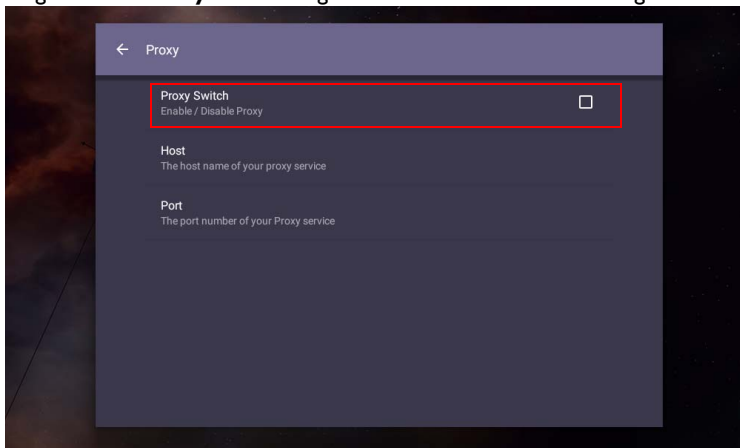 Proxy
Proxy Switch
Enable / Disable Proxy
Host
The host name of your proxy service
Port
The port number of your Proxy service